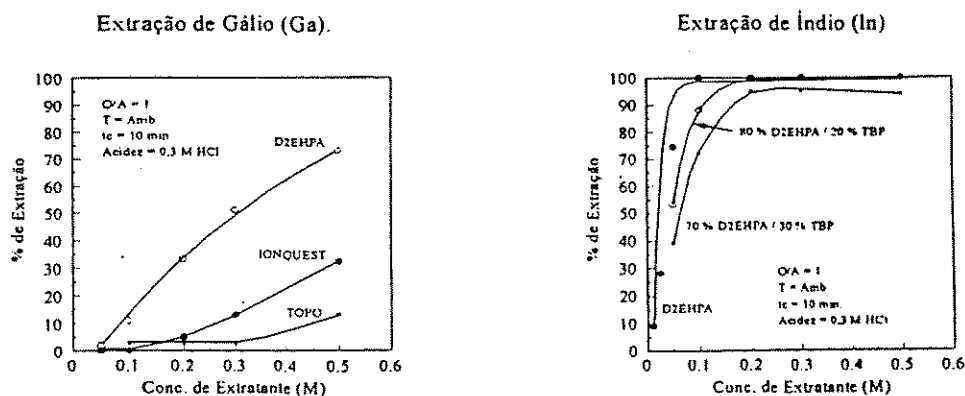 Extração de Gálio (Ga).
% de Extração
100
90
80
70
60
50
40
30
20
10
0
O/A = 1
T = Amb
tc = 10 min
Acidez = 0,3 M HCl
D2EHPA
IONQUEST
TOPO
0 0.1 0.2 0.3 0.4 0.5 0.6
Conc. de Extratante (M)
Extração de Índio (In)
% de Extração
100
90
80
70
60
50
40
30
20
10
0
80 % D2EHPA / 20 % TBP
70 % D2EHPA / 30 % TBP
D2EHPA
O/A = 1
T = Amb
tc = 10 min.
Acidez = 0,3 M HCl
0 0.1 0.2 0.3 0.4 0.5 0.6
Conc. de Extratante (M)